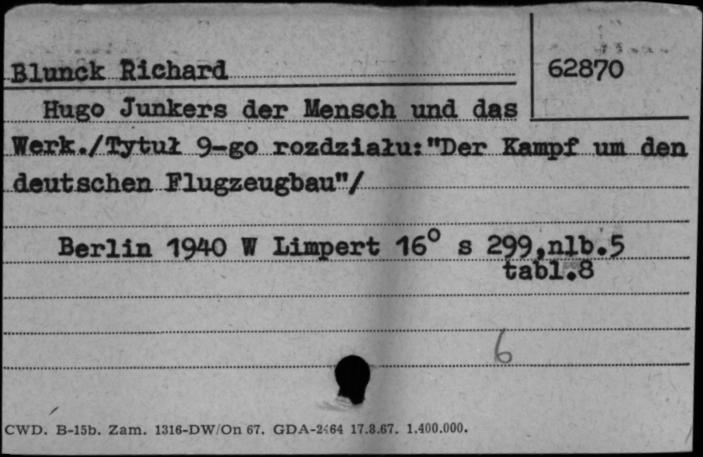 Blunck Richard
62870
Hugo Junkers der Mensch und das
Werk./Tytuł 9-go rozdziału:"Der Kampf um den
deutschen Flugzeugbau"/
Berlin 1940 W Limpert 16° s 299,nlb.5
tabl.8
6
CWD. B-15b. Zam. 1316-DW/On 67. GDA-2464 17.8.67. 1.400.000.